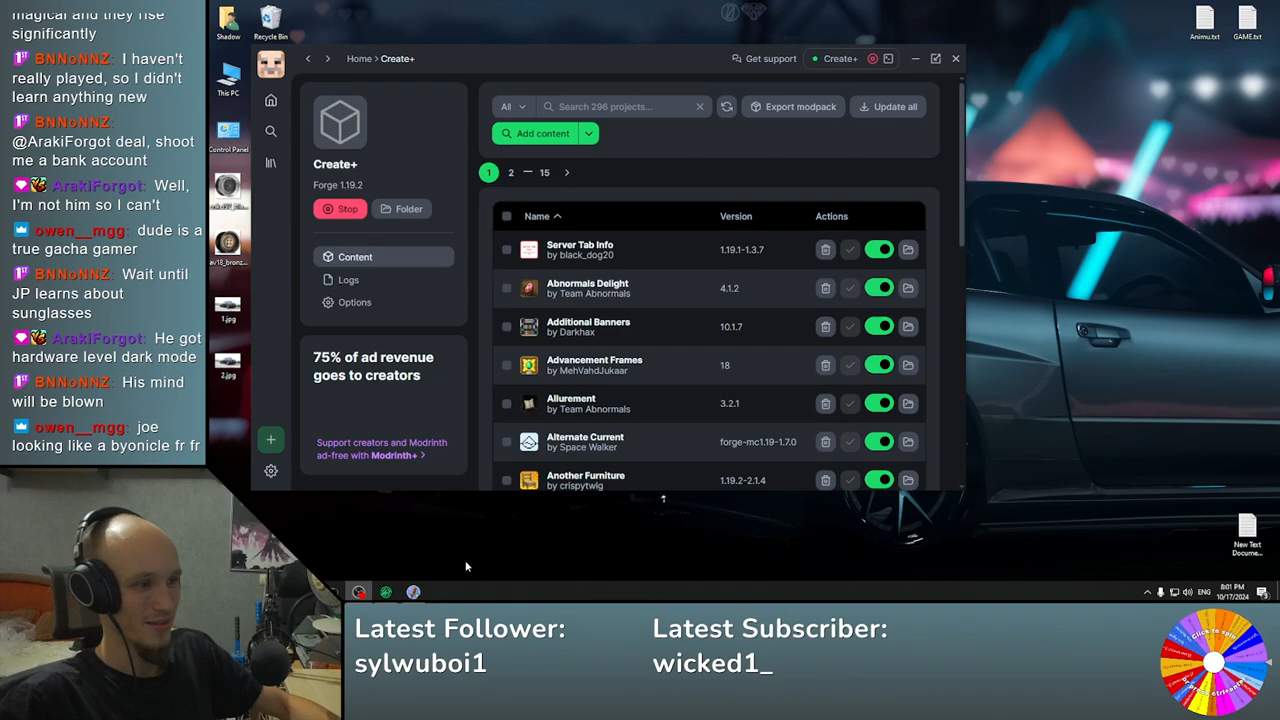 magical and they rise
significantly
BNNoNNZ: I haven't
really played, so I didn't
learn anything new
BNNoNNZ:
@ArakiForgot deal, shoot
me a bank account
ArakiForgot: Well,
I'm not him so I can't
owen__mgg: dude is a
true gacha gamer
BNNoNNZ: Wait until
JP learns about
sunglasses
ArakiForgot: He got
hardware level dark mode
BNNoNNZ: His mind
will be blown
owen__mgg: joe
looking like a byonicle fr fr
Shadow
Recycle Bin
This PC
Control Panel
1.jpg
2.jpg
Animu.txt
GAME.txt
New Text
Docume...
Home > Create+
Get support
Create+
Create+
Forge 1.19.2
Stop
Folder
Content
Logs
Options
75% of ad revenue
goes to creators
Support creators and Modrinth
ad-free with Modrinth+ >
All
Search 296 projects...
Export modpack
Update all
Add content
1 2 — 15
Name Version Actions
Server Tab Info
by black_dog20
1.19.1-1.3.7
Abnormals Delight
by Team Abnormals
4.1.2
Additional Banners
by Darkhax
10.1.7
Advancement Frames
by MehVahdJukaar
18
Allurement
by Team Abnormals
3.2.1
Alternate Current
by Space Walker
forge-mc1.19-1.7.0
Another Furniture
by crispytwig
1.19.2-2.1.4
ENG
8:01 PM
10/17/2024
Latest Follower:
sylwuboi1
Latest Subscriber:
wicked1_
Click to spin